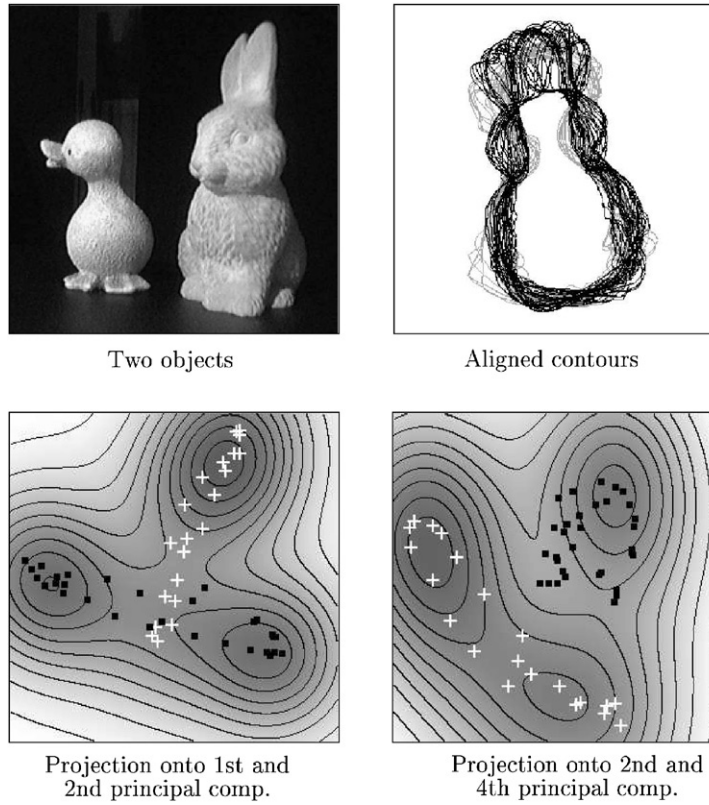 Two objects
Aligned contours
Projection onto 1st and
2nd principal comp.
Projection onto 2nd and
4th principal comp.